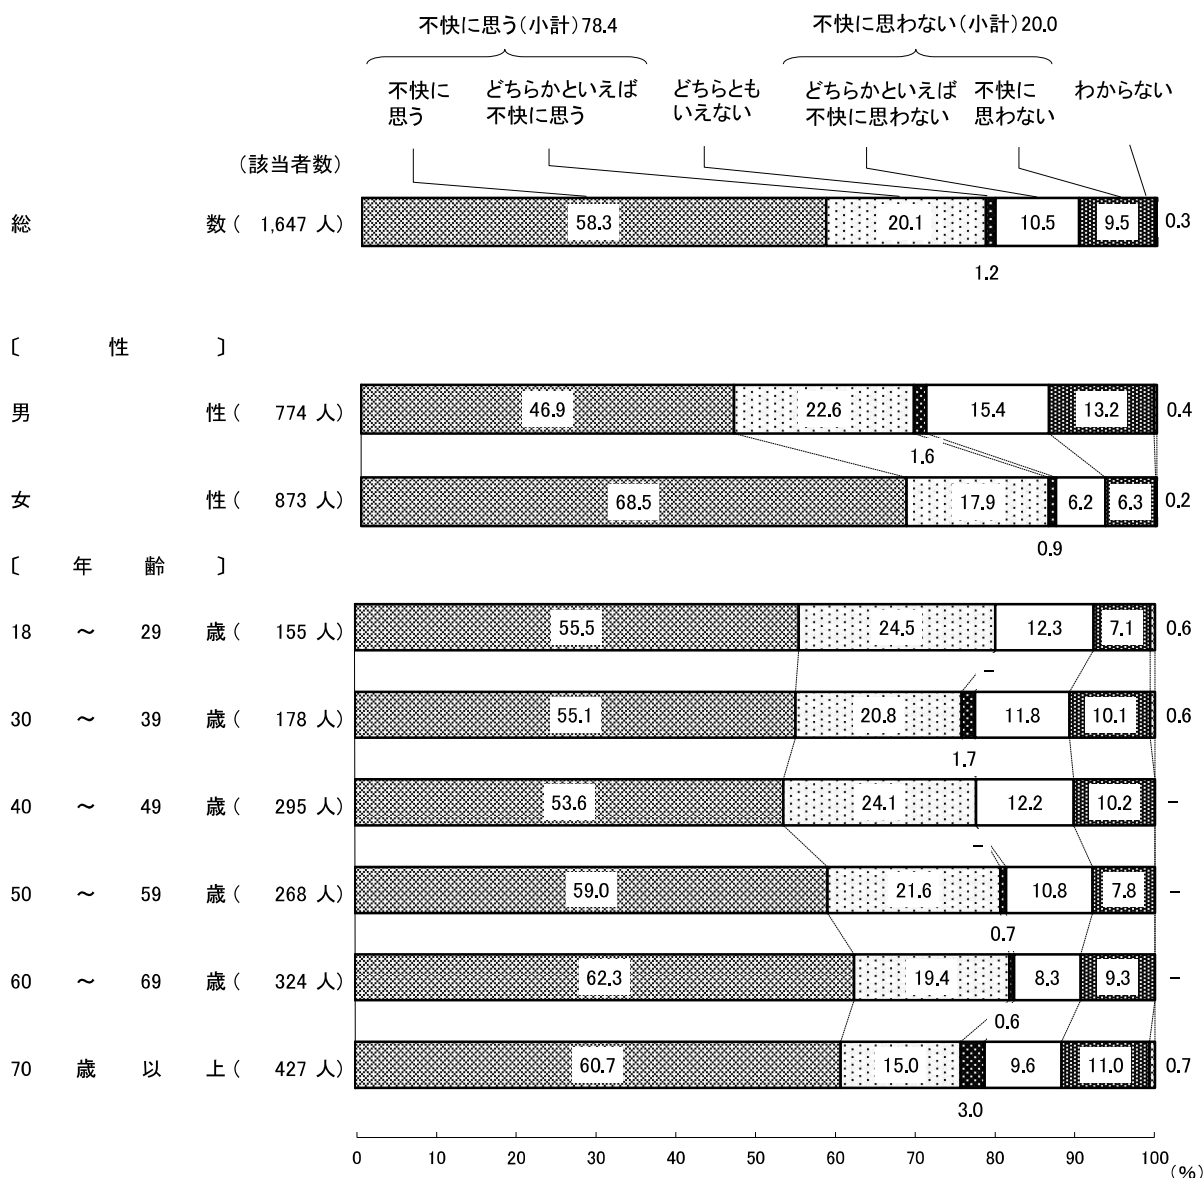 不快に思う(小計)78.4 不快に思わない(小計)20.0
不快に思う どちらかといえば不快に思う どちらともいえない どちらかといえば不快に思わない 不快に思わない わからない
(該当者数)
総 数( 1,647 人) 58.3 20.1 10.5 9.5 0.3
1.2
〔 性 〕
男 性( 774 人) 46.9 22.6 15.4 13.2 0.4
1.6
女 性( 873 人) 68.5 17.9 6.2 6.3 0.2
0.9
〔 年 齢 〕
18 ～ 29 歳( 155 人) 55.5 24.5 12.3 7.1 0.6
－
30 ～ 39 歳( 178 人) 55.1 20.8 11.8 10.1 0.6
1.7
40 ～ 49 歳( 295 人) 53.6 24.1 12.2 10.2 －
－
50 ～ 59 歳( 268 人) 59.0 21.6 10.8 7.8 －
0.7
60 ～ 69 歳( 324 人) 62.3 19.4 8.3 9.3 －
0.6
70 歳 以 上( 427 人) 60.7 15.0 9.6 11.0 0.7
3.0
0 10 20 30 40 50 60 70 80 90 100
(%)